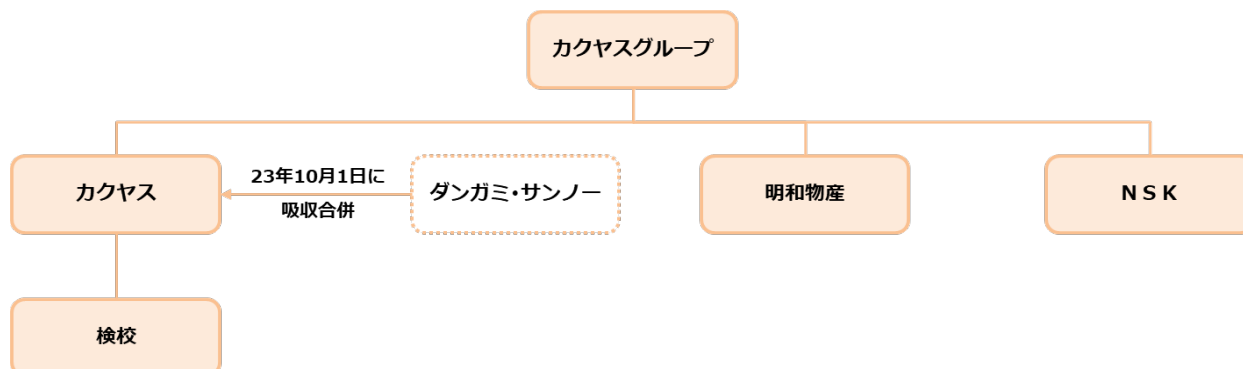 カクヤスグループ
カクヤス
23年10月1日に
吸収合併
ダンガミ・サンノー
明和物産
ＮＳＫ
検校